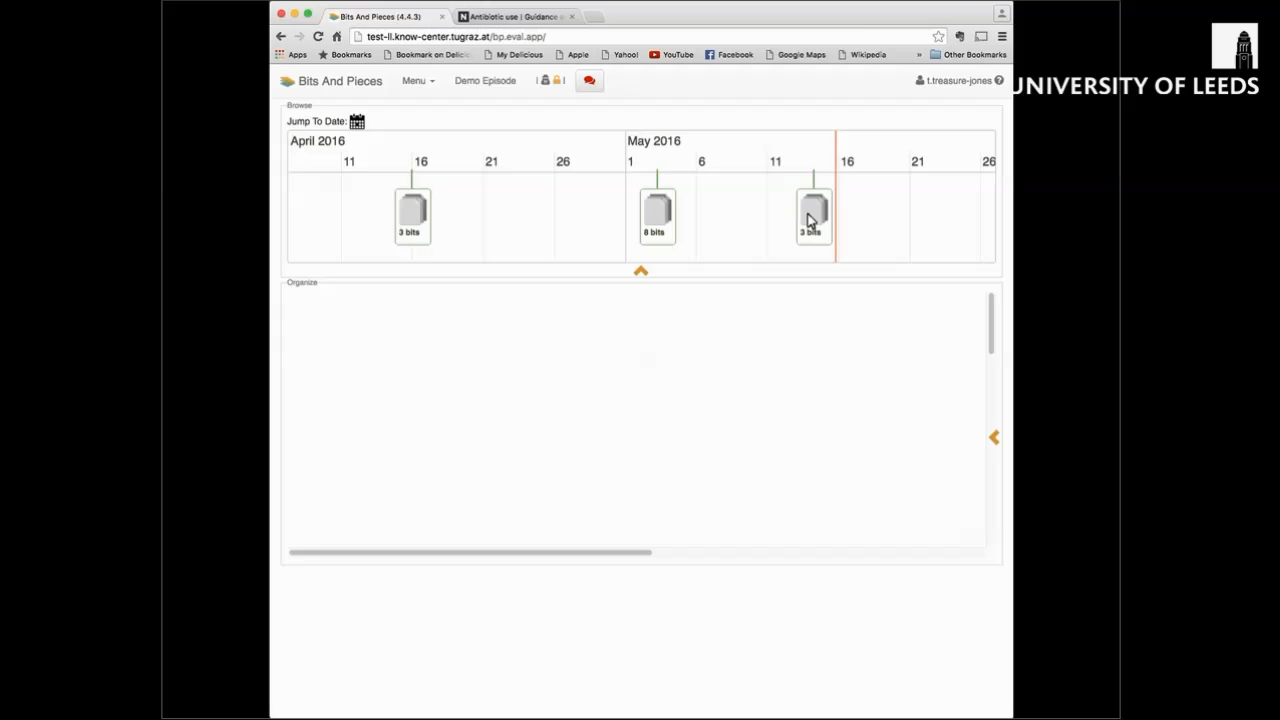 Bits And Pieces (4.4.3)
Antibiotic use | Guidance
test-ll.know-center.tugraz.at/bp.eval.app/
Apps Bookmarks Bookmark on Delici My Delicious Apple Yahoo! YouTube Facebook Google Maps Wikipedia » Other Bookmarks
Bits And Pieces Menu Demo Episode t.treasure-jones
UNIVERSITY OF LEEDS
Browse
Jump To Date:
April 2016 May 2016
11 16 21 26 1 6 11 16 21 26
3 bits 8 bits 3 bits
Organize